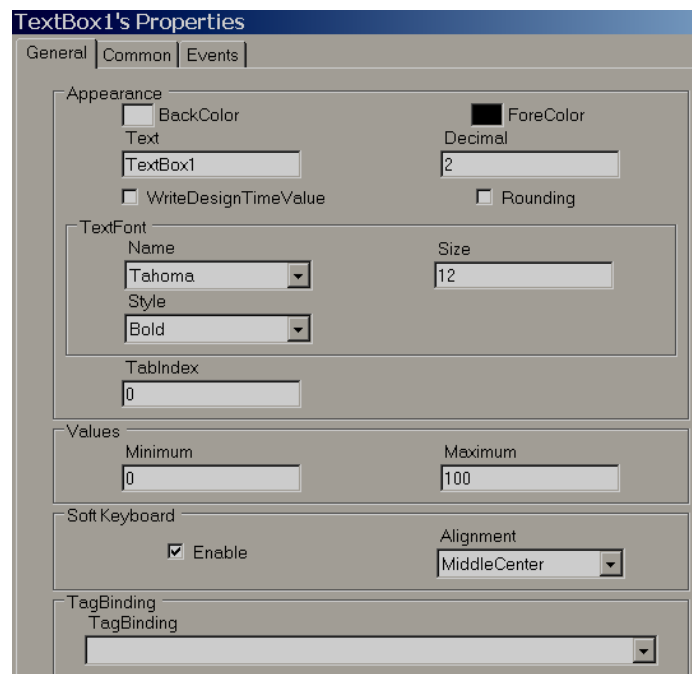 TextBox1's Properties
General Common Events
Appearance
BackColor ForeColor
Text Decimal
TextBox1 2
WriteDesignTimeValue Rounding
TextFont
Name Size
Tahoma 12
Style
Bold
TabIndex
0
Values
Minimum Maximum
0 100
Soft Keyboard
Alignment
Enable MiddleCenter
TagBinding
TagBinding